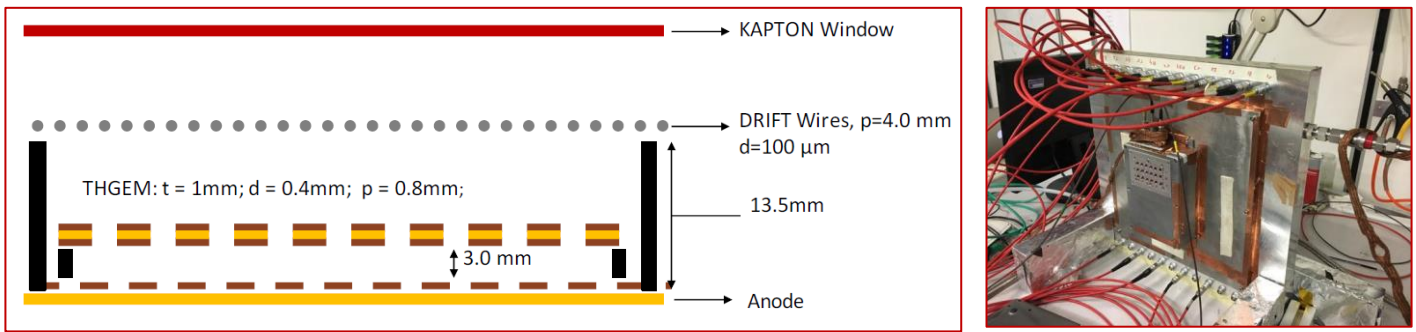 KAPTON Window
DRIFT Wires, p=4.0 mm
d=100 μm
THGEM: t = 1mm; d = 0.4mm;  p = 0.8mm;
13.5mm
3.0 mm
Anode